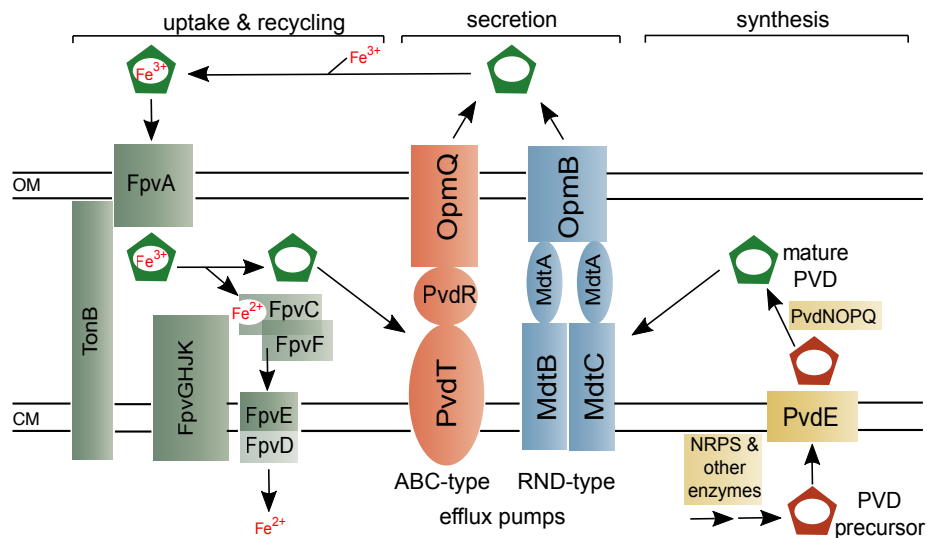 uptake & recycling
secretion
synthesis
Fe3+
Fe3+
OM
FpvA
OpmQ
OpmB
TonB
Fe3+
Fe2+
FpvC
FpvF
FpvGHJK
PvdR
MdtA
MdtA
mature
PVD
PvdNOPQ
CM
FpvE
FpvD
PvdT
MdtB
MdtC
PvdE
Fe2+
ABC-type
RND-type
efflux pumps
NRPS &
other
enzymes
PVD
precursor